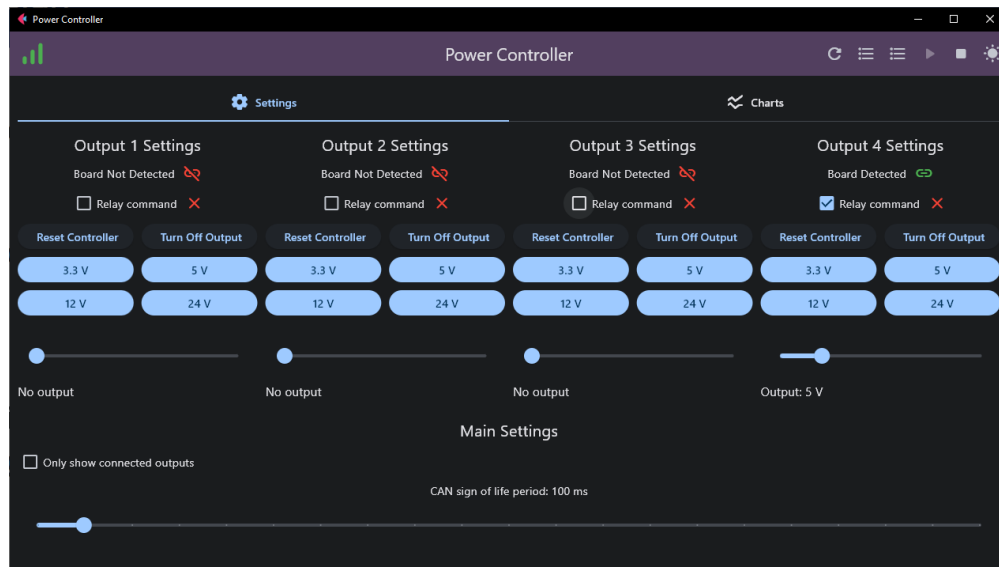 Power Controller
Power Controller
Settings
Charts
Output 1 Settings
Output 2 Settings
Output 3 Settings
Output 4 Settings
Board Not Detected
Board Not Detected
Board Not Detected
Board Detected
Relay command
Relay command
Relay command
Relay command
Reset Controller
Turn Off Output
Reset Controller
Turn Off Output
Reset Controller
Turn Off Output
Reset Controller
Turn Off Output
3.3 V
5 V
3.3 V
5 V
3.3 V
5 V
3.3 V
5 V
12 V
24 V
12 V
24 V
12 V
24 V
12 V
24 V
No output
No output
No output
Output: 5 V
Main Settings
Only show connected outputs
CAN sign of life period: 100 ms